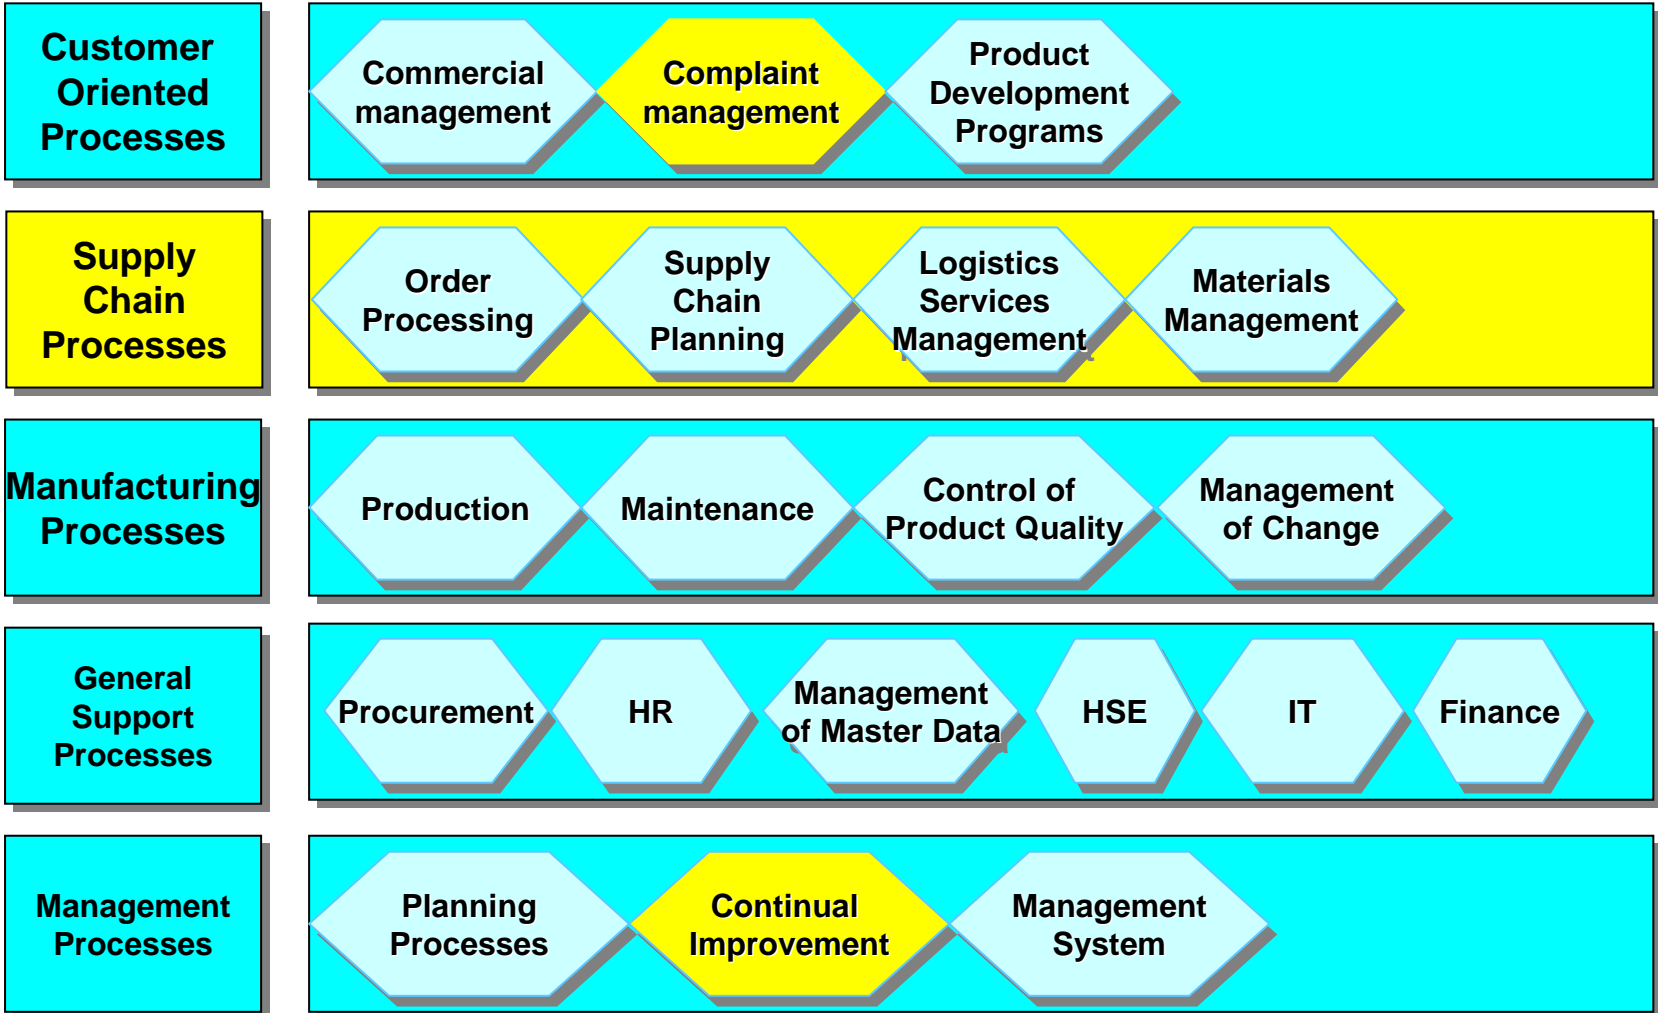 Customer
Oriented
Processes
Commercial
management
Complaint
management
Product
Development
Programs
Supply
Chain
Processes
Order
Processing
Supply
Chain
Planning
Logistics
Services
Management
Materials
Management
Manufacturing
Processes
Production
Maintenance
Control of
Product Quality
Management
of Change
General
Support
Processes
Procurement
HR
Management
of Master Data
HSE
IT
Finance
Management
Processes
Planning
Processes
Continual
Improvement
Management
System